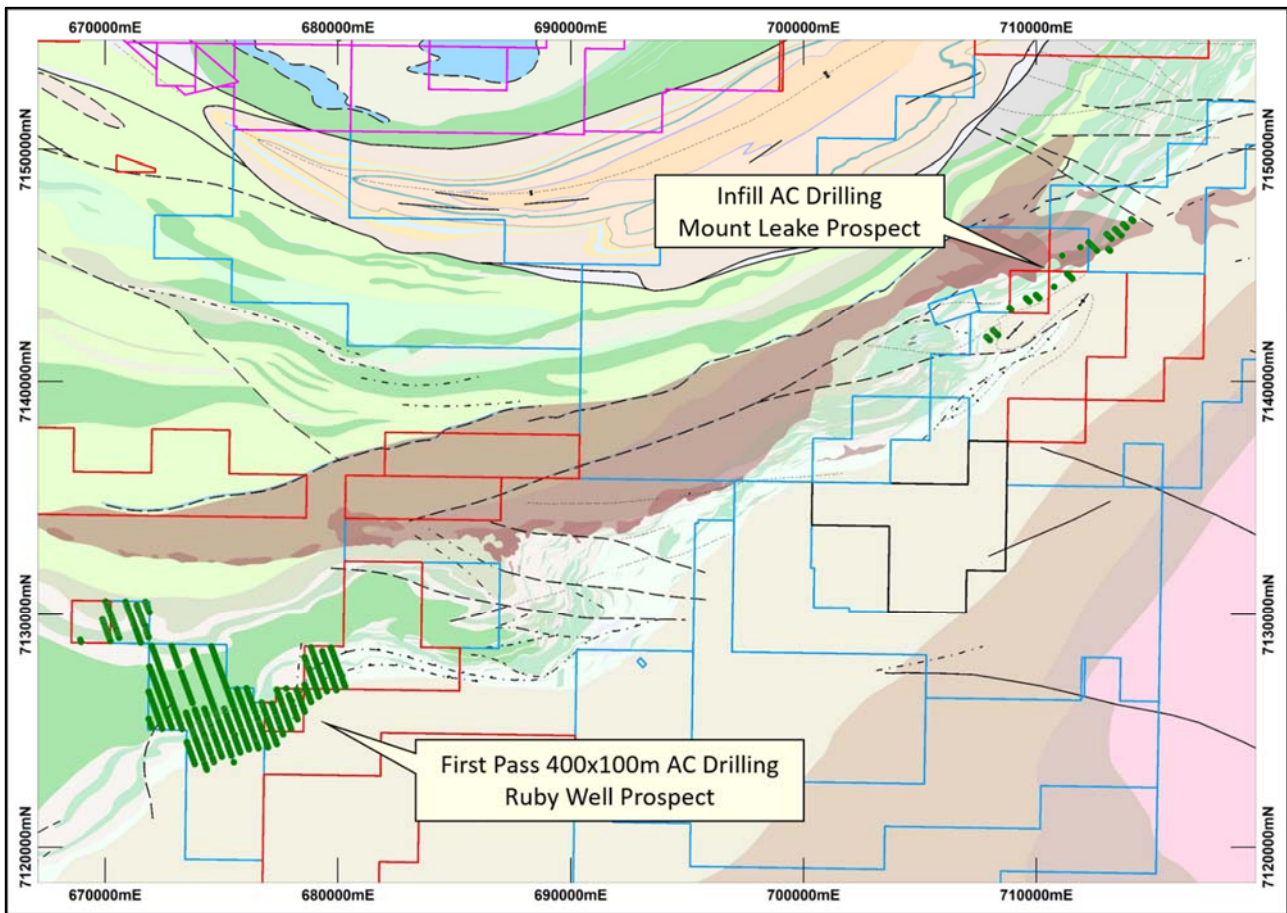 670000mE 680000mE 690000mE 700000mE 710000mE
7150000mN
7150000mN
Infill AC Drilling
Mount Leake Prospect
7140000mN
7140000mN
7130000mN
7130000mN
First Pass 400x100m AC Drilling
Ruby Well Prospect
7120000mN
7120000mN
670000mE 680000mE 690000mE 700000mE 710000mE